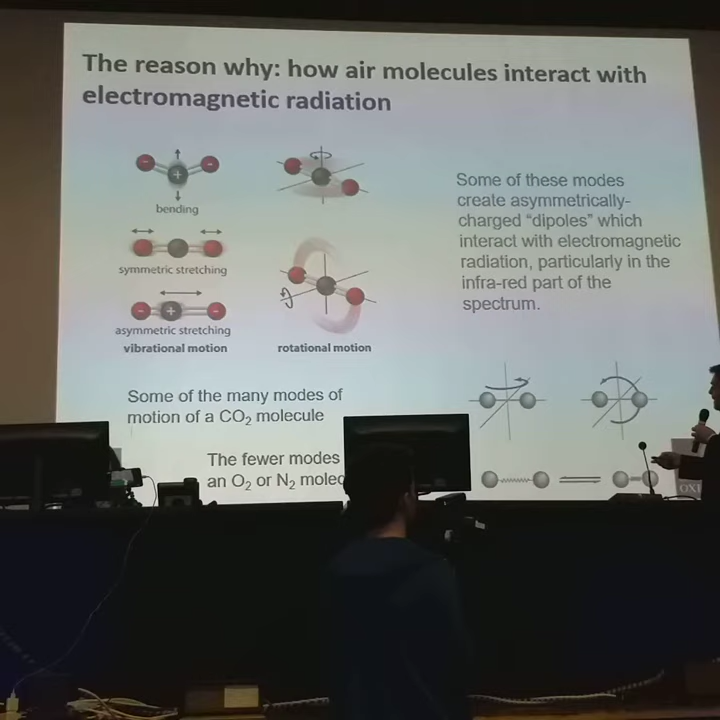 The reason why: how air molecules interact with
electromagnetic radiation
bending
symmetric stretching
asymmetric stretching
vibrational motion
rotational motion
Some of these modes
create asymmetrically-
charged “dipoles” which
interact with electromagnetic
radiation, particularly in the
infra-red part of the
spectrum.
Some of the many modes of
motion of a CO₂ molecule
The fewer modes
an O₂ or N₂ molec